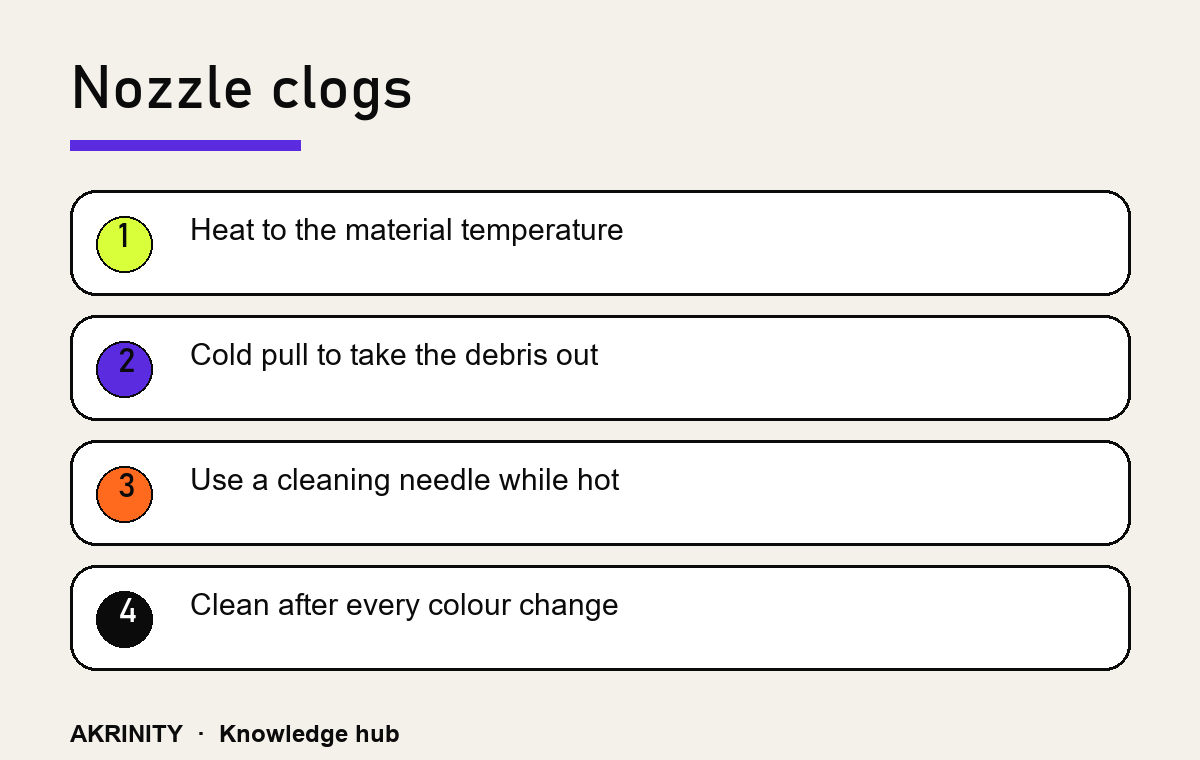 Nozzle clogs
1 Heat to the material temperature
2 Cold pull to take the debris out
3 Use a cleaning needle while hot
4 Clean after every colour change
AKRINITY · Knowledge hub